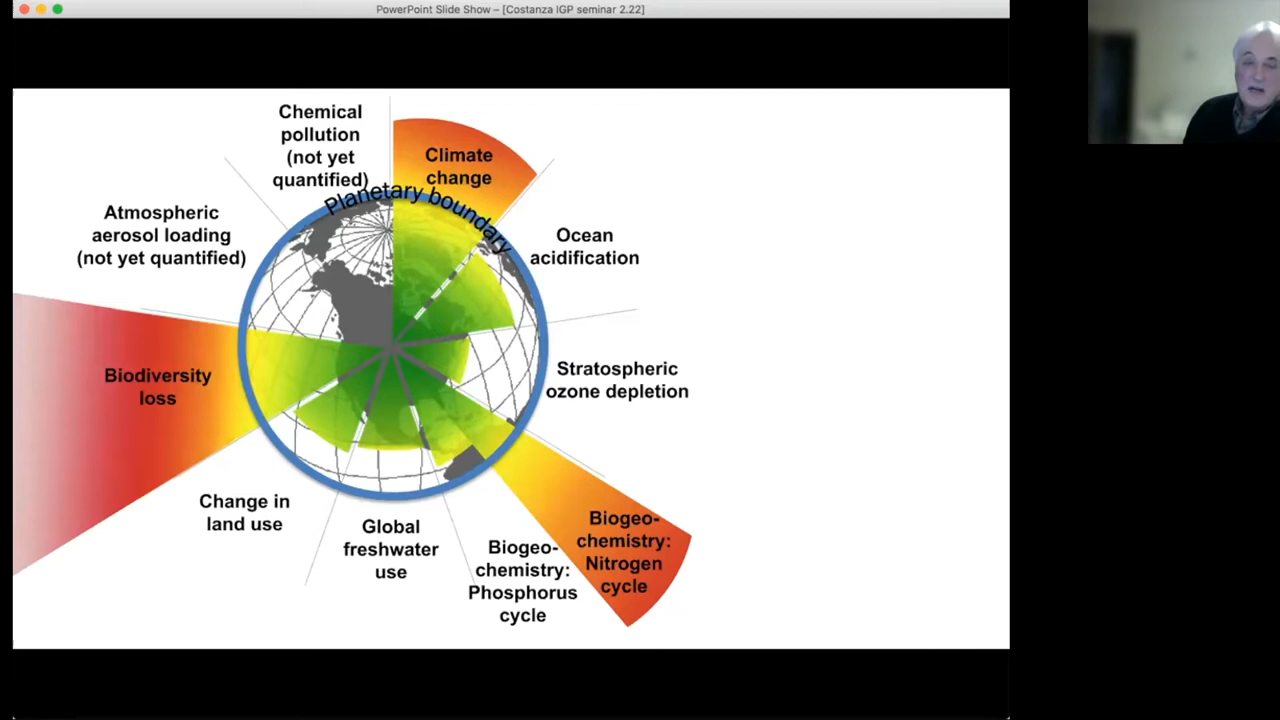 PowerPoint Slide Show – [Costanza IGP seminar 2.22]
Chemical
pollution
(not yet
quantified)
Climate
change
Planetary boundary
Atmospheric
aerosol loading
(not yet quantified)
Ocean
acidification
Biodiversity
loss
Stratospheric
ozone depletion
Change in
land use
Global
freshwater
use
Biogeo-
chemistry:
Phosphorus
cycle
Biogeo-
chemistry:
Nitrogen
cycle